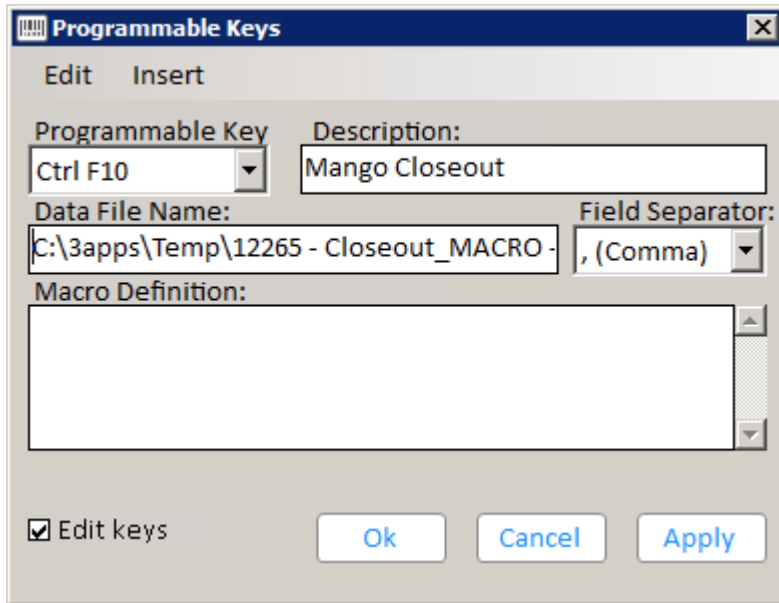 Programmable Keys
Edit Insert
Programmable Key Description:
Ctrl F10 Mango Closeout
Data File Name: Field Separator:
C:\3apps\Temp\12265 - Closeout_MACRO - , (Comma)
Macro Definition:
Edit keys Ok Cancel Apply